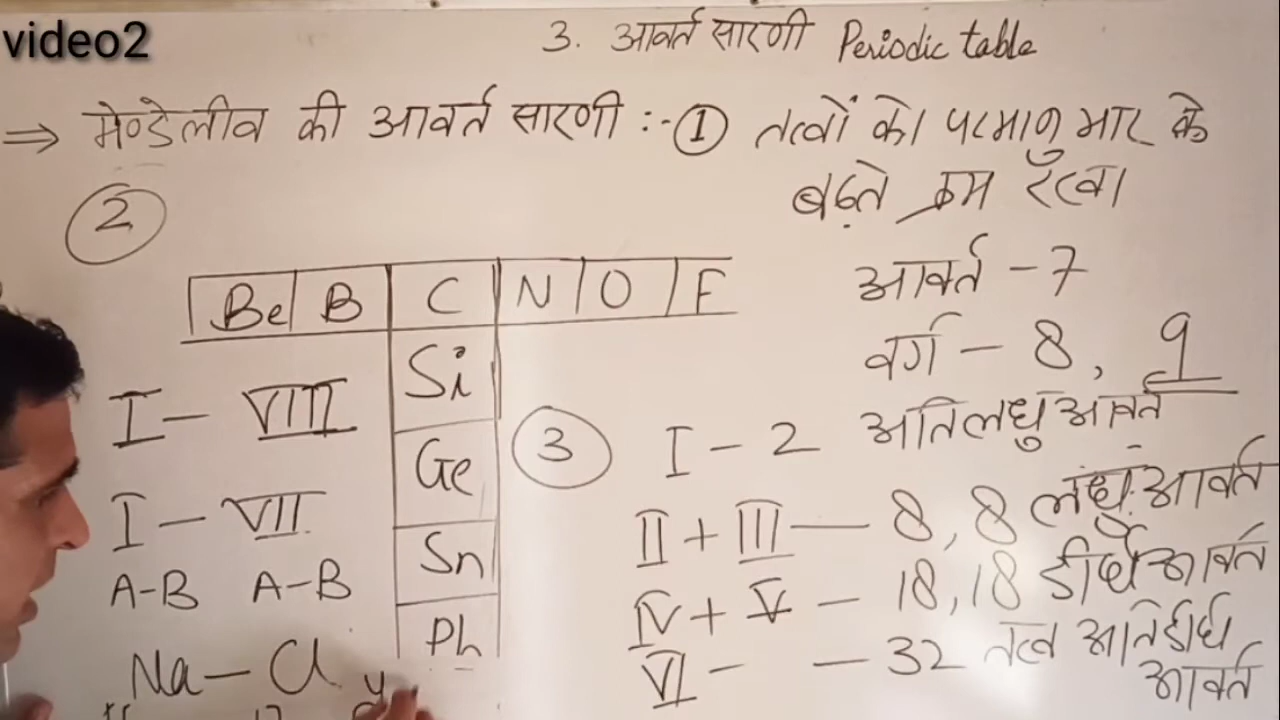 video2
3. आवर्त सारणी Periodic table
⇒ मेण्डेलीव की आवर्त सारणी :- ① तत्वों को परमाणु भार के
बढ़ते क्रम रखा
②
Be B C N O F
आवर्त - 7
वर्ग - 8, 9
Si
I - VIII
Ge
③ I - 2 अतिलघु आवर्त
I - VII
II + III — 8, 8 लघु आवर्त
A-B A-B
Sn
IV + V — 18, 18 दीर्घ आवर्त
Ph
VI - — 32 तत्व अतिदीर्घ
आवर्त
Na - Cl